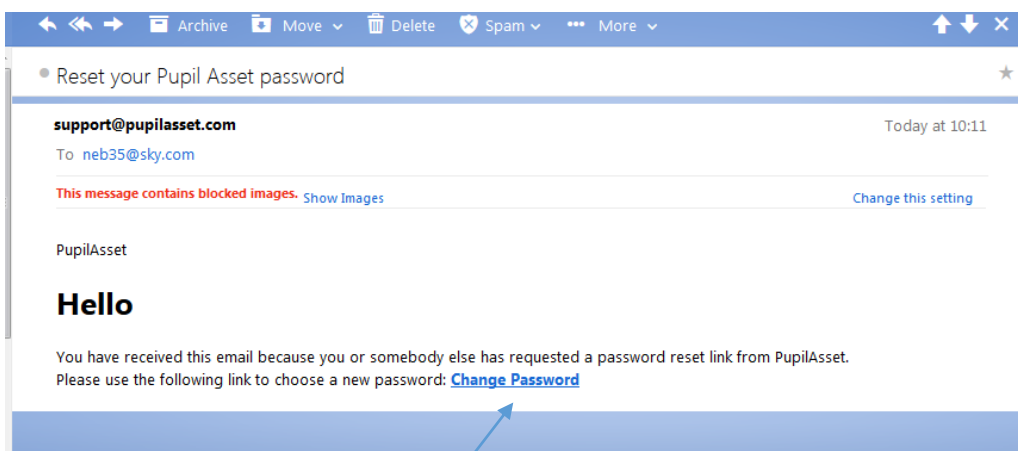 Archive Move Delete Spam ••• More
Reset your Pupil Asset password
support@pupilasset.com Today at 10:11
To neb35@sky.com
This message contains blocked images. Show Images Change this setting
PupilAsset
Hello
You have received this email because you or somebody else has requested a password reset link from PupilAsset.
Please use the following link to choose a new password: Change Password